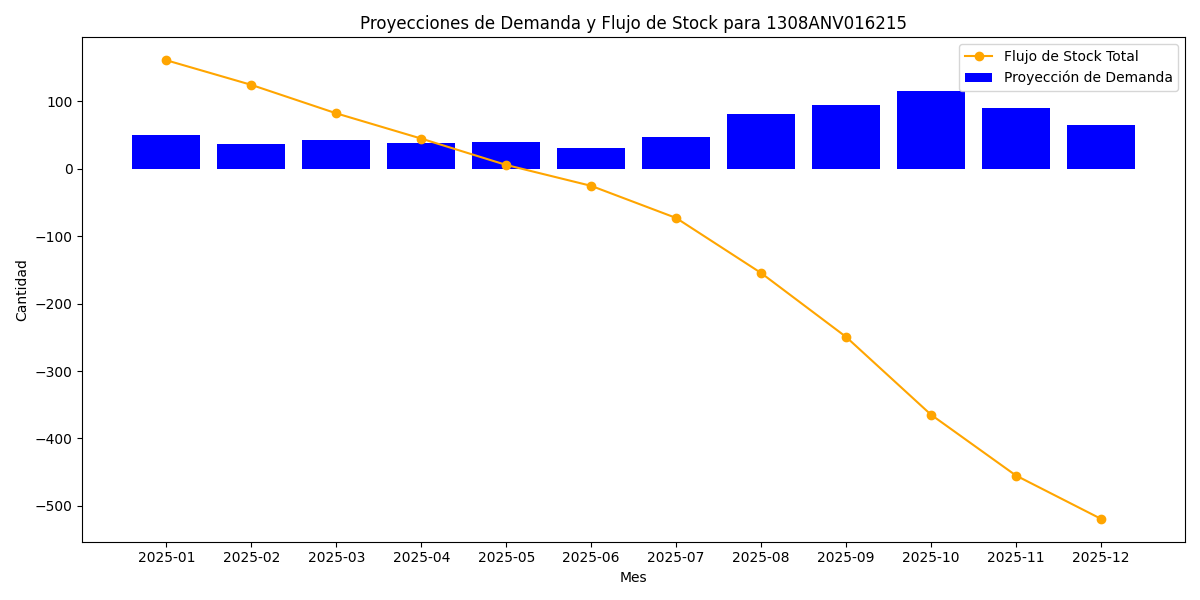 Proyecciones de Demanda y Flujo de Stock para 1308ANV016215
Flujo de Stock Total
Proyección de Demanda
Cantidad
100
0
−100
−200
−300
−400
−500
2025-01 2025-02 2025-03 2025-04 2025-05 2025-06 2025-07 2025-08 2025-09 2025-10 2025-11 2025-12
Mes